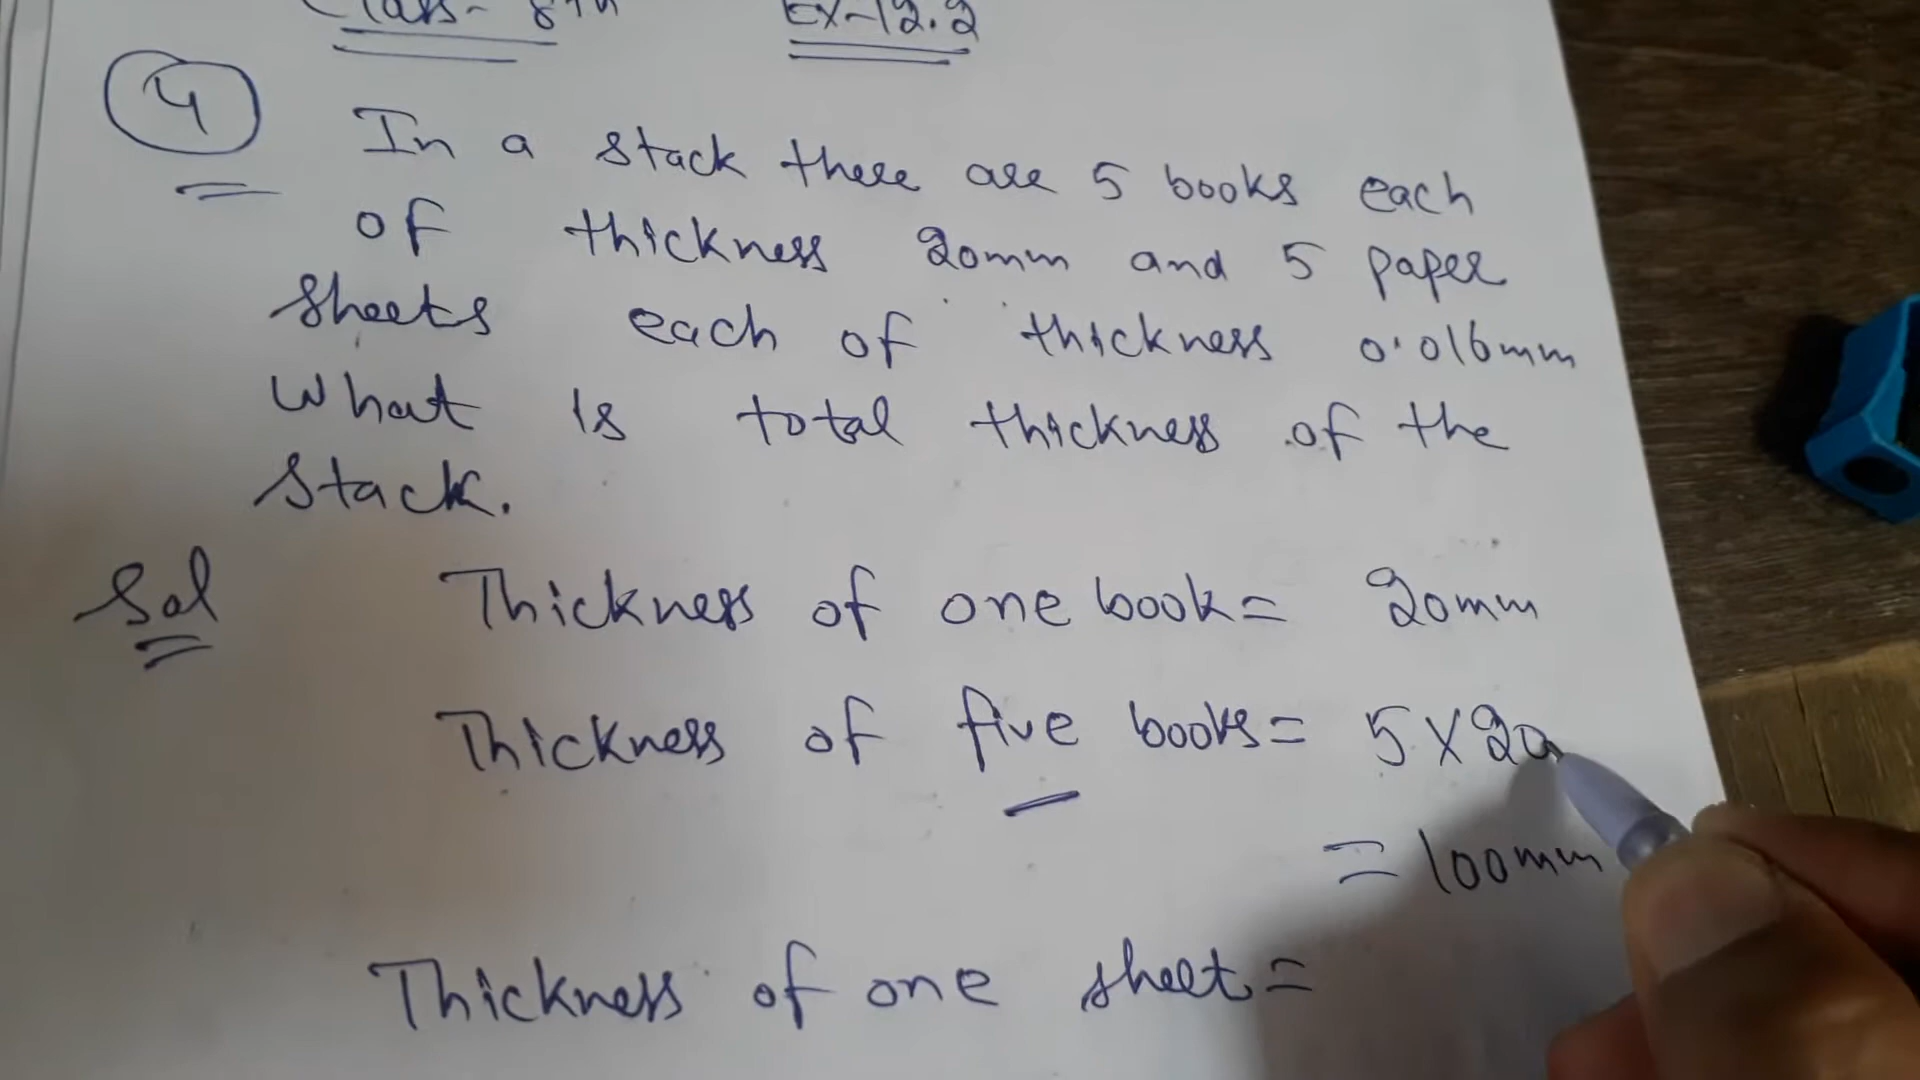 Class- 8th Ex-12.2
4 In a stack there are 5 books each
of thickness 20mm and 5 paper
sheets each of thickness 0.016mm
What is total thickness of the
stack.
Sol Thickness of one book = 20mm
Thickness of five books = 5 X 20
= 100mm
Thickness of one sheet =